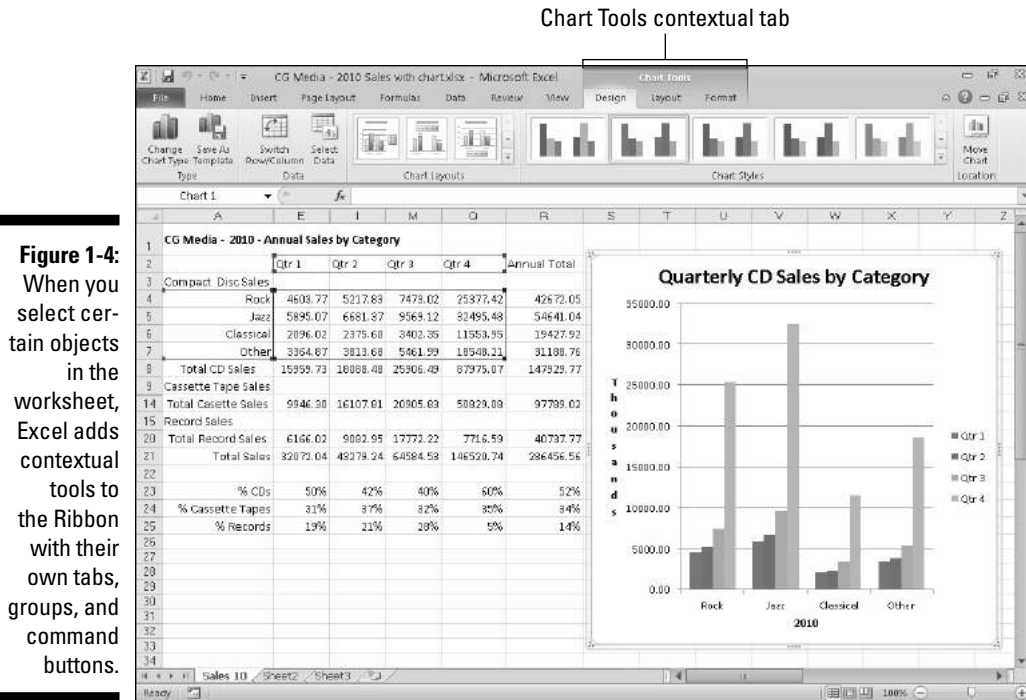 Chart Tools contextual tab
CG Media - 2010 Sales with chart.xlsx - Microsoft Excel
Chart Tools
File Home Insert Page Layout Formulas Data Review View Design Layout Format
Change Chart Type
Save As Template
Switch Row/Column
Select Data
Move Chart
Type Data Chart Layouts Chart Styles Location
Chart 1 fx
A E I M Q R S T U V W X Y Z
1 CG Media - 2010 - Annual Sales by Category
2 Qtr 1 Qtr 2 Qtr 3 Qtr 4 Annual Total
3 Compact Disc Sales
4 Rock 4603.77 5217.83 7473.02 25377.42 42672.05
5 Jazz 5895.07 6681.37 9569.12 32495.48 54641.04
6 Classical 2096.02 2375.60 3402.35 11553.95 19427.92
7 Other 3364.87 3813.68 5461.99 18548.21 31188.76
8 Total CD Sales 15959.73 18088.48 25906.49 87975.07 147929.77
9 Cassette Tape Sales
14 Total Casette Sales 9946.30 16107.81 20905.83 50829.08 97789.02
15 Record Sales
20 Total Record Sales 6166.02 9082.95 17772.22 7716.59 40737.77
21 Total Sales 32072.04 43279.24 64584.53 146520.74 286456.56
22
23 % CDs 50% 42% 40% 60% 52%
24 % Cassette Tapes 31% 37% 32% 35% 34%
25 % Records 19% 21% 28% 5% 14%
26
27
28
29
30
31
32
33
34
Quarterly CD Sales by Category
35000.00
30000.00
25000.00
20000.00
15000.00
10000.00
5000.00
0.00
Thousands
Rock Jazz Classical Other
2010
Qtr 1
Qtr 2
Qtr 3
Qtr 4
Sales 10 Sheet2 Sheet3
Ready 100%
Figure 1-4:
When you
select cer-
tain objects
in the
worksheet,
Excel adds
contextual
tools to
the Ribbon
with their
own tabs,
groups, and
command
buttons.